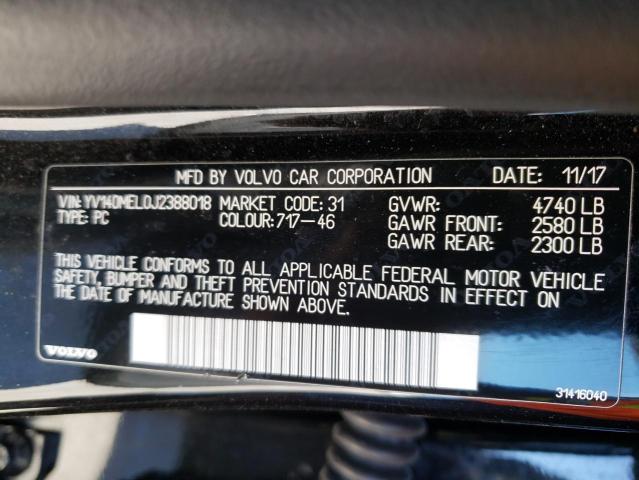 MFD BY VOLVO CAR CORPORATION DATE: 11/17
VIN: YV140MEL0J2388018 MARKET CODE: 31 GVWR: 4740 LB
TYPE: PC COLOUR: 717-46 GAWR FRONT: 2580 LB
GAWR REAR: 2300 LB
THIS VEHICLE CONFORMS TO ALL APPLICABLE FEDERAL MOTOR VEHICLE
SAFETY, BUMPER AND THEFT PREVENTION STANDARDS IN EFFECT ON
THE DATE OF MANUFACTURE SHOWN ABOVE.
VOLVO
31416040